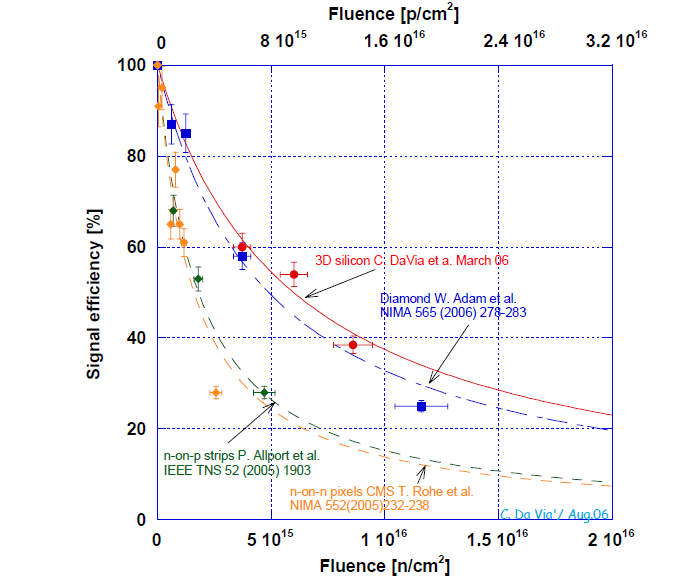 Fluence [p/cm²]
0 8 10¹⁵ 1.6 10¹⁶ 2.4 10¹⁶ 3.2 10¹⁶
100
80
60
40
20
0
Signal efficiency [%]
3D silicon C. DaVia et a. March 06
Diamond W. Adam et al.
NIMA 565 (2006) 278-283
n-on-p strips P. Allport et al.
IEEE TNS 52 (2005) 1903
n-on-n pixels CMS T. Rohe et al.
NIMA 552(2005)232-238
C. Da Via'/ Aug.06
0 5 10¹⁵ 1 10¹⁶ 1.5 10¹⁶ 2 10¹⁶
Fluence [n/cm²]